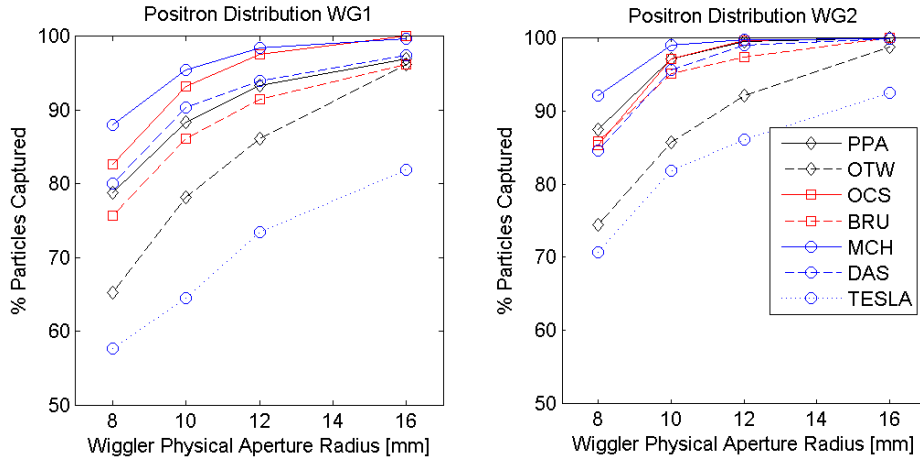 Positron Distribution WG1
% Particles Captured
100
90
80
70
60
50
8
10
12
14
16
Wiggler Physical Aperture Radius [mm]
Positron Distribution WG2
% Particles Captured
100
90
80
70
60
50
8
10
12
14
16
Wiggler Physical Aperture Radius [mm]
PPA
OTW
OCS
BRU
MCH
DAS
TESLA